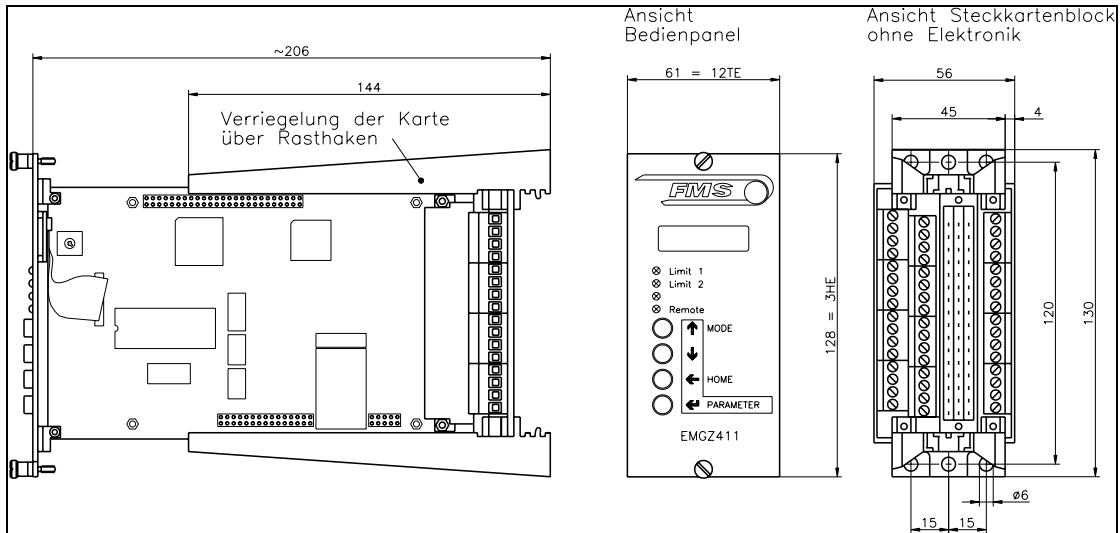 Ansicht
Bedienpanel
Ansicht Steckkartenblock
ohne Elektronik
~206
144
Verriegelung der Karte
über Rasthaken
61 = 12TE
56
45
4
FMS
Limit 1
Limit 2
Remote
MODE
HOME
PARAMETER
EMGZ411
128 = 3HE
120
130
ø6
15
15